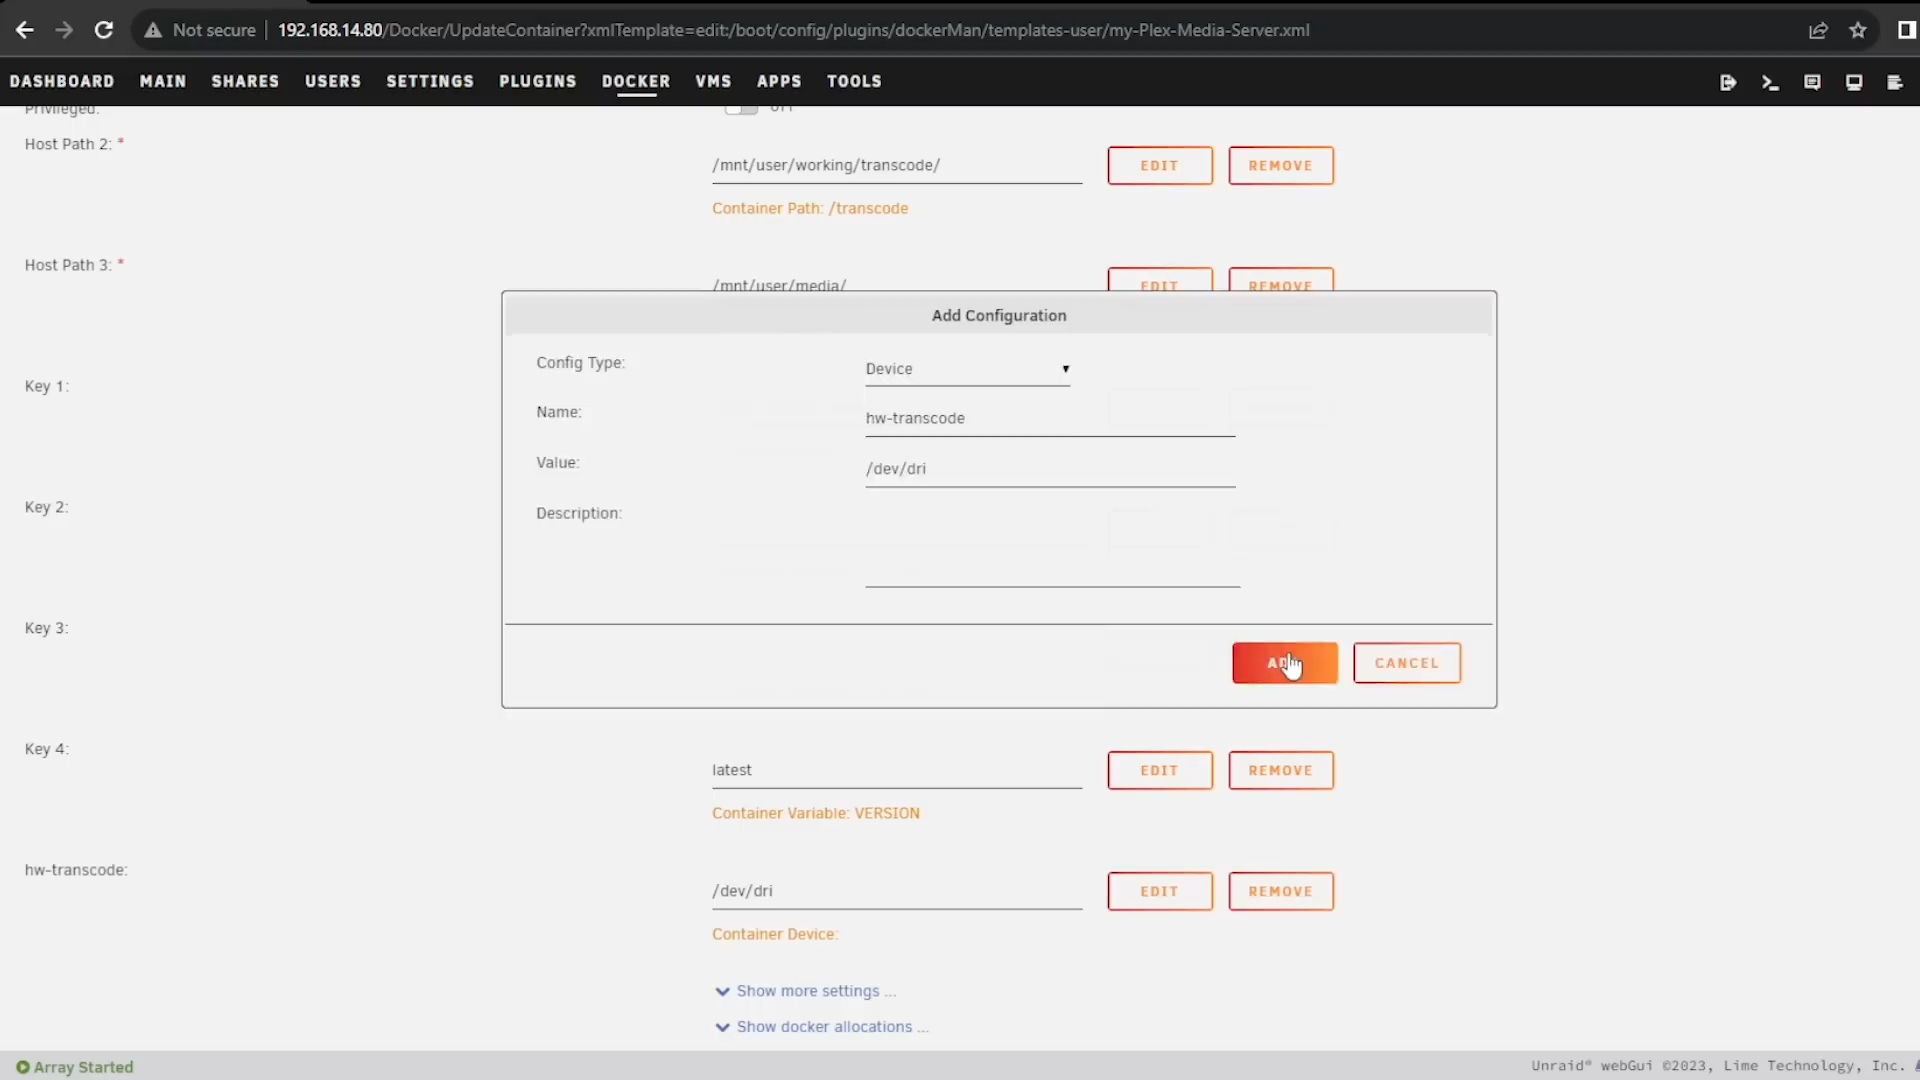 Not secure 192.168.14.80/Docker/UpdateContainer?xmlTemplate=edit:/boot/config/plugins/dockerMan/templates-user/my-Plex-Media-Server.xml
DASHBOARD MAIN SHARES USERS SETTINGS PLUGINS DOCKER VMS APPS TOOLS
Privileged:
Host Path 2: *
/mnt/user/working/transcode/ EDIT REMOVE
Container Path: /transcode
Host Path 3: *
/mnt/user/media/ EDIT REMOVE
Add Configuration
Config Type: Device
Name: hw-transcode
Value: /dev/dri
Description:
CANCEL
Key 1:
Key 2:
Key 3:
Key 4:
latest EDIT REMOVE
Container Variable: VERSION
hw-transcode:
/dev/dri EDIT REMOVE
Container Device:
Show more settings ...
Show docker allocations ...
Array Started
Unraid® webGui ©2023, Lime Technology, Inc.